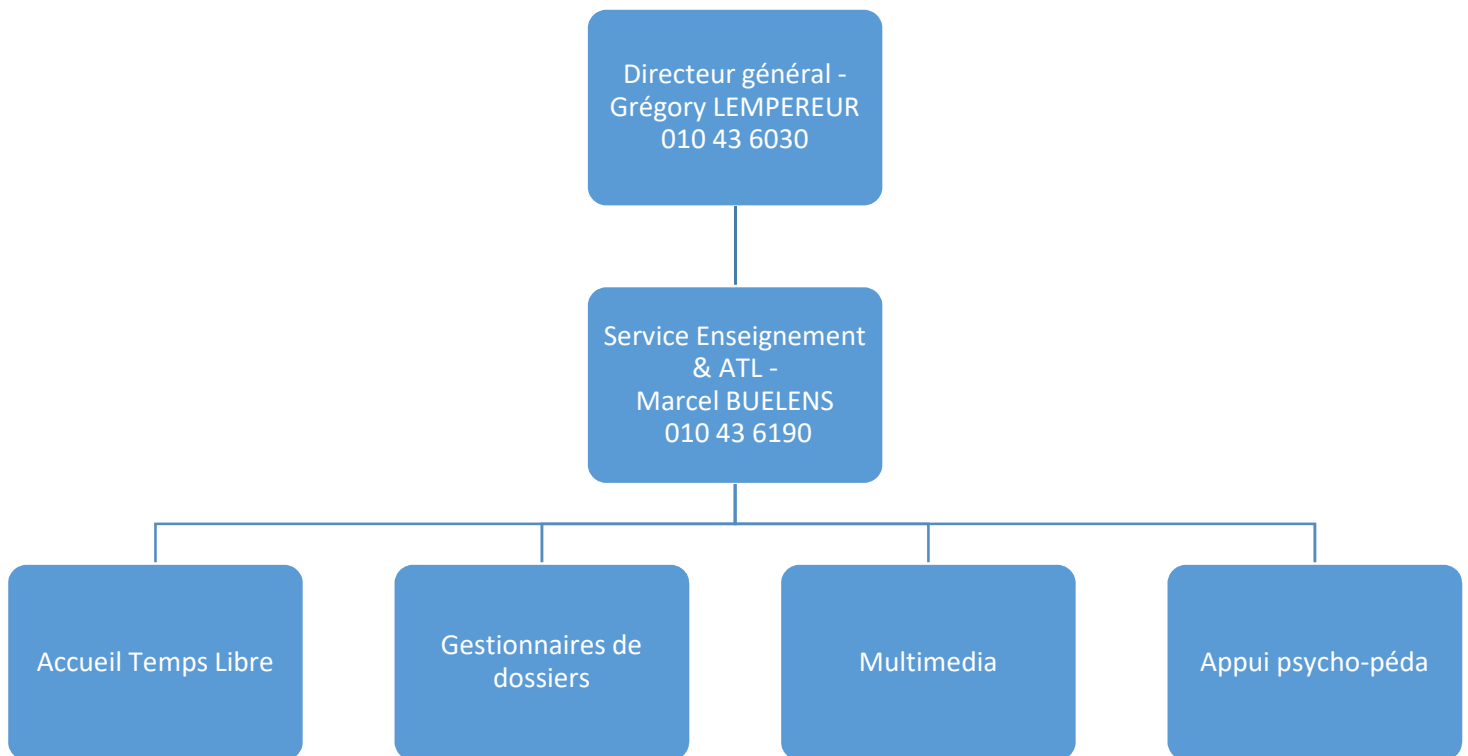 Directeur général -
Grégory LEMPEREUR
010 43 6030
Service Enseignement
& ATL -
Marcel BUELENS
010 43 6190
Accueil Temps Libre
Gestionnaires de
dossiers
Multimedia
Appui psycho-péda